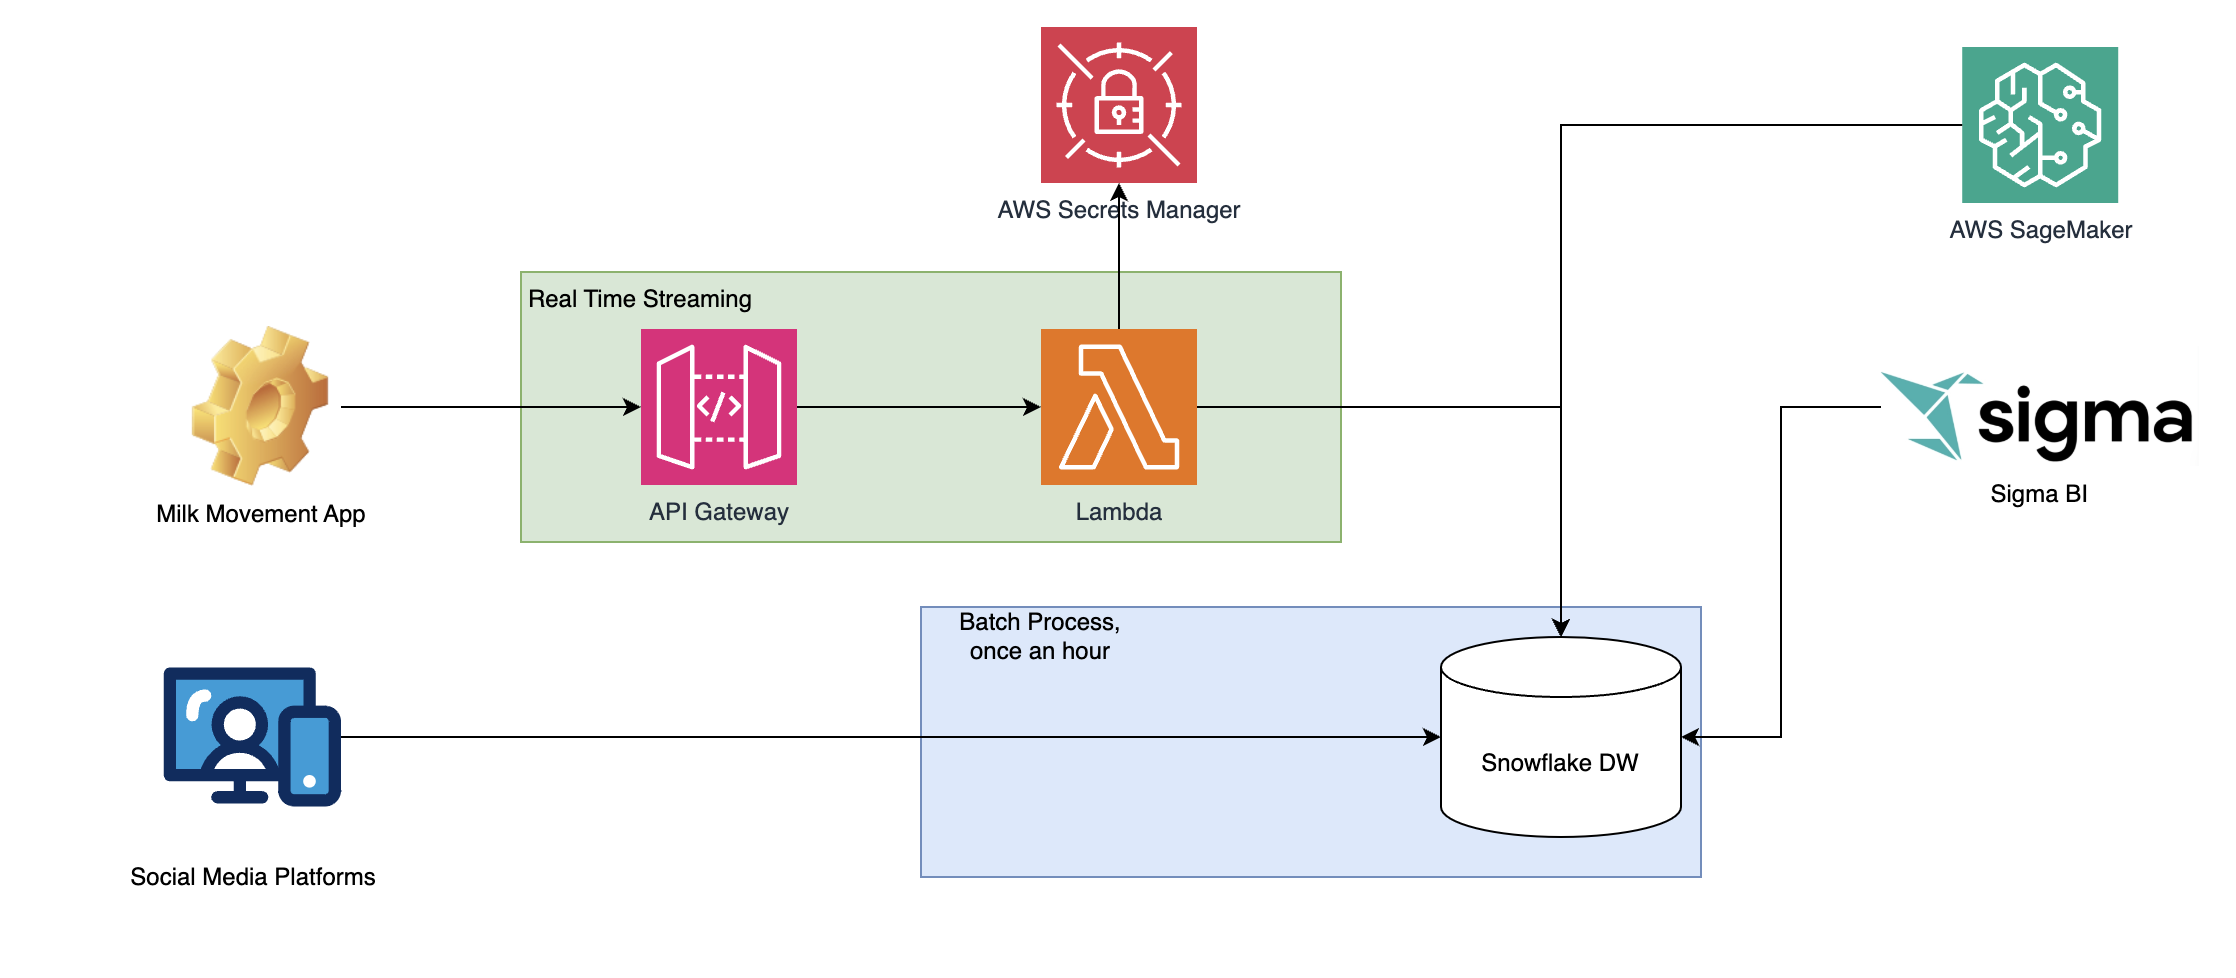 AWS Secrets Manager
AWS SageMaker
Real Time Streaming
Milk Movement App
API Gateway
Lambda
sigma
Sigma BI
Batch Process,
once an hour
Snowflake DW
Social Media Platforms